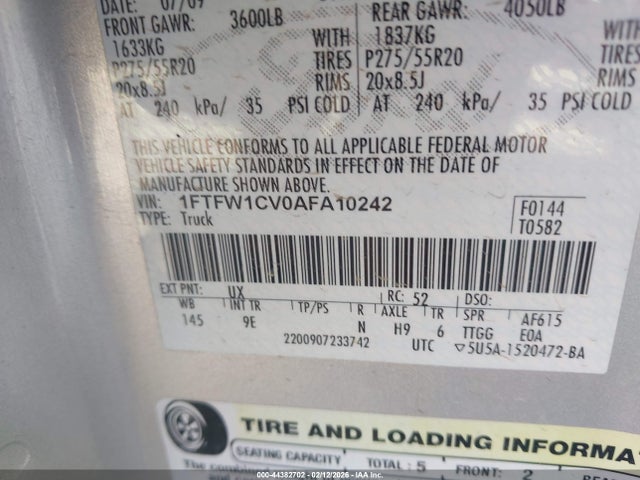 DATE: 07/09
FRONT GAWR: 3600LB REAR GAWR: 4050LB
1633KG WITH 1837KG WITH
P275/55R20 TIRES P275/55R20 TIRES
20x8.5J RIMS 20x8.5J RIMS
AT 240 kPa/ 35 PSI COLD AT 240 kPa/ 35 PSI COLD
THIS VEHICLE CONFORMS TO ALL APPLICABLE FEDERAL MOTOR
VEHICLE SAFETY STANDARDS IN EFFECT ON THE DATE OF
MANUFACTURE SHOWN ABOVE.
VIN: 1FTFW1CV0AFA10242
TYPE: Truck
F0144
T0582
EXT PNT: UX RC: 52 DSO:
WB INT TR TP/PS R AXLE TR SPR AF615
145 9E N H9 6 TTGG E0A
2200907233742 UTC ▽5U5A-1520472-BA
TIRE AND LOADING INFORMA
SEATING CAPACITY TOTAL : 5 FRONT: 2
The combine
000-44382702 - 02/12/2026 - COPYRIGHT IAA, LLC.